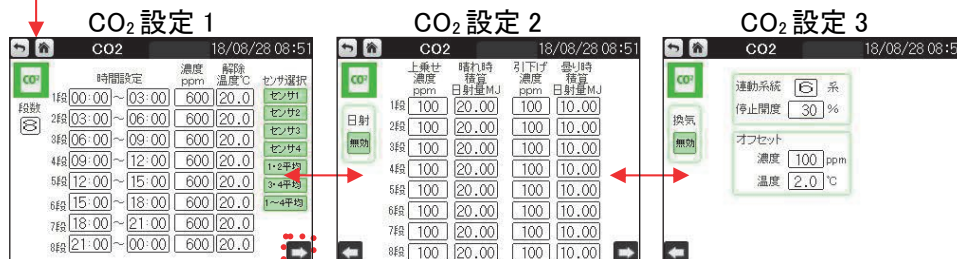 CO₂設定1
CO2 18/08/28 08:51
CO²
時間設定 濃度 ppm 解除 温度℃ センサ選択
段数
8
1段 00:00 ～ 03:00 600 20.0 センサ1
2段 03:00 ～ 06:00 600 20.0 センサ2
3段 06:00 ～ 09:00 600 20.0 センサ3
4段 09:00 ～ 12:00 600 20.0 センサ4
5段 12:00 ～ 15:00 600 20.0 1・2平均
6段 15:00 ～ 18:00 600 20.0 3・4平均
7段 18:00 ～ 21:00 600 20.0 1～4平均
8段 21:00 ～ 00:00 600 20.0
CO₂設定2
CO2 18/08/28 08:51
CO²
上乗せ 濃度 ppm 晴れ時 積算 日射量MJ 引下げ 濃度 ppm 曇り時 積算 日射量MJ
日射
無効
1段 100 20.00 100 10.00
2段 100 20.00 100 10.00
3段 100 20.00 100 10.00
4段 100 20.00 100 10.00
5段 100 20.00 100 10.00
6段 100 20.00 100 10.00
7段 100 20.00 100 10.00
8段 100 20.00 100 10.00
CO₂設定3
CO2 18/08/28 08:5
CO²
換気
無効
連動系統 6 系
停止開度 30 %
オフセット
濃度 100 ppm
温度 2.0 ℃